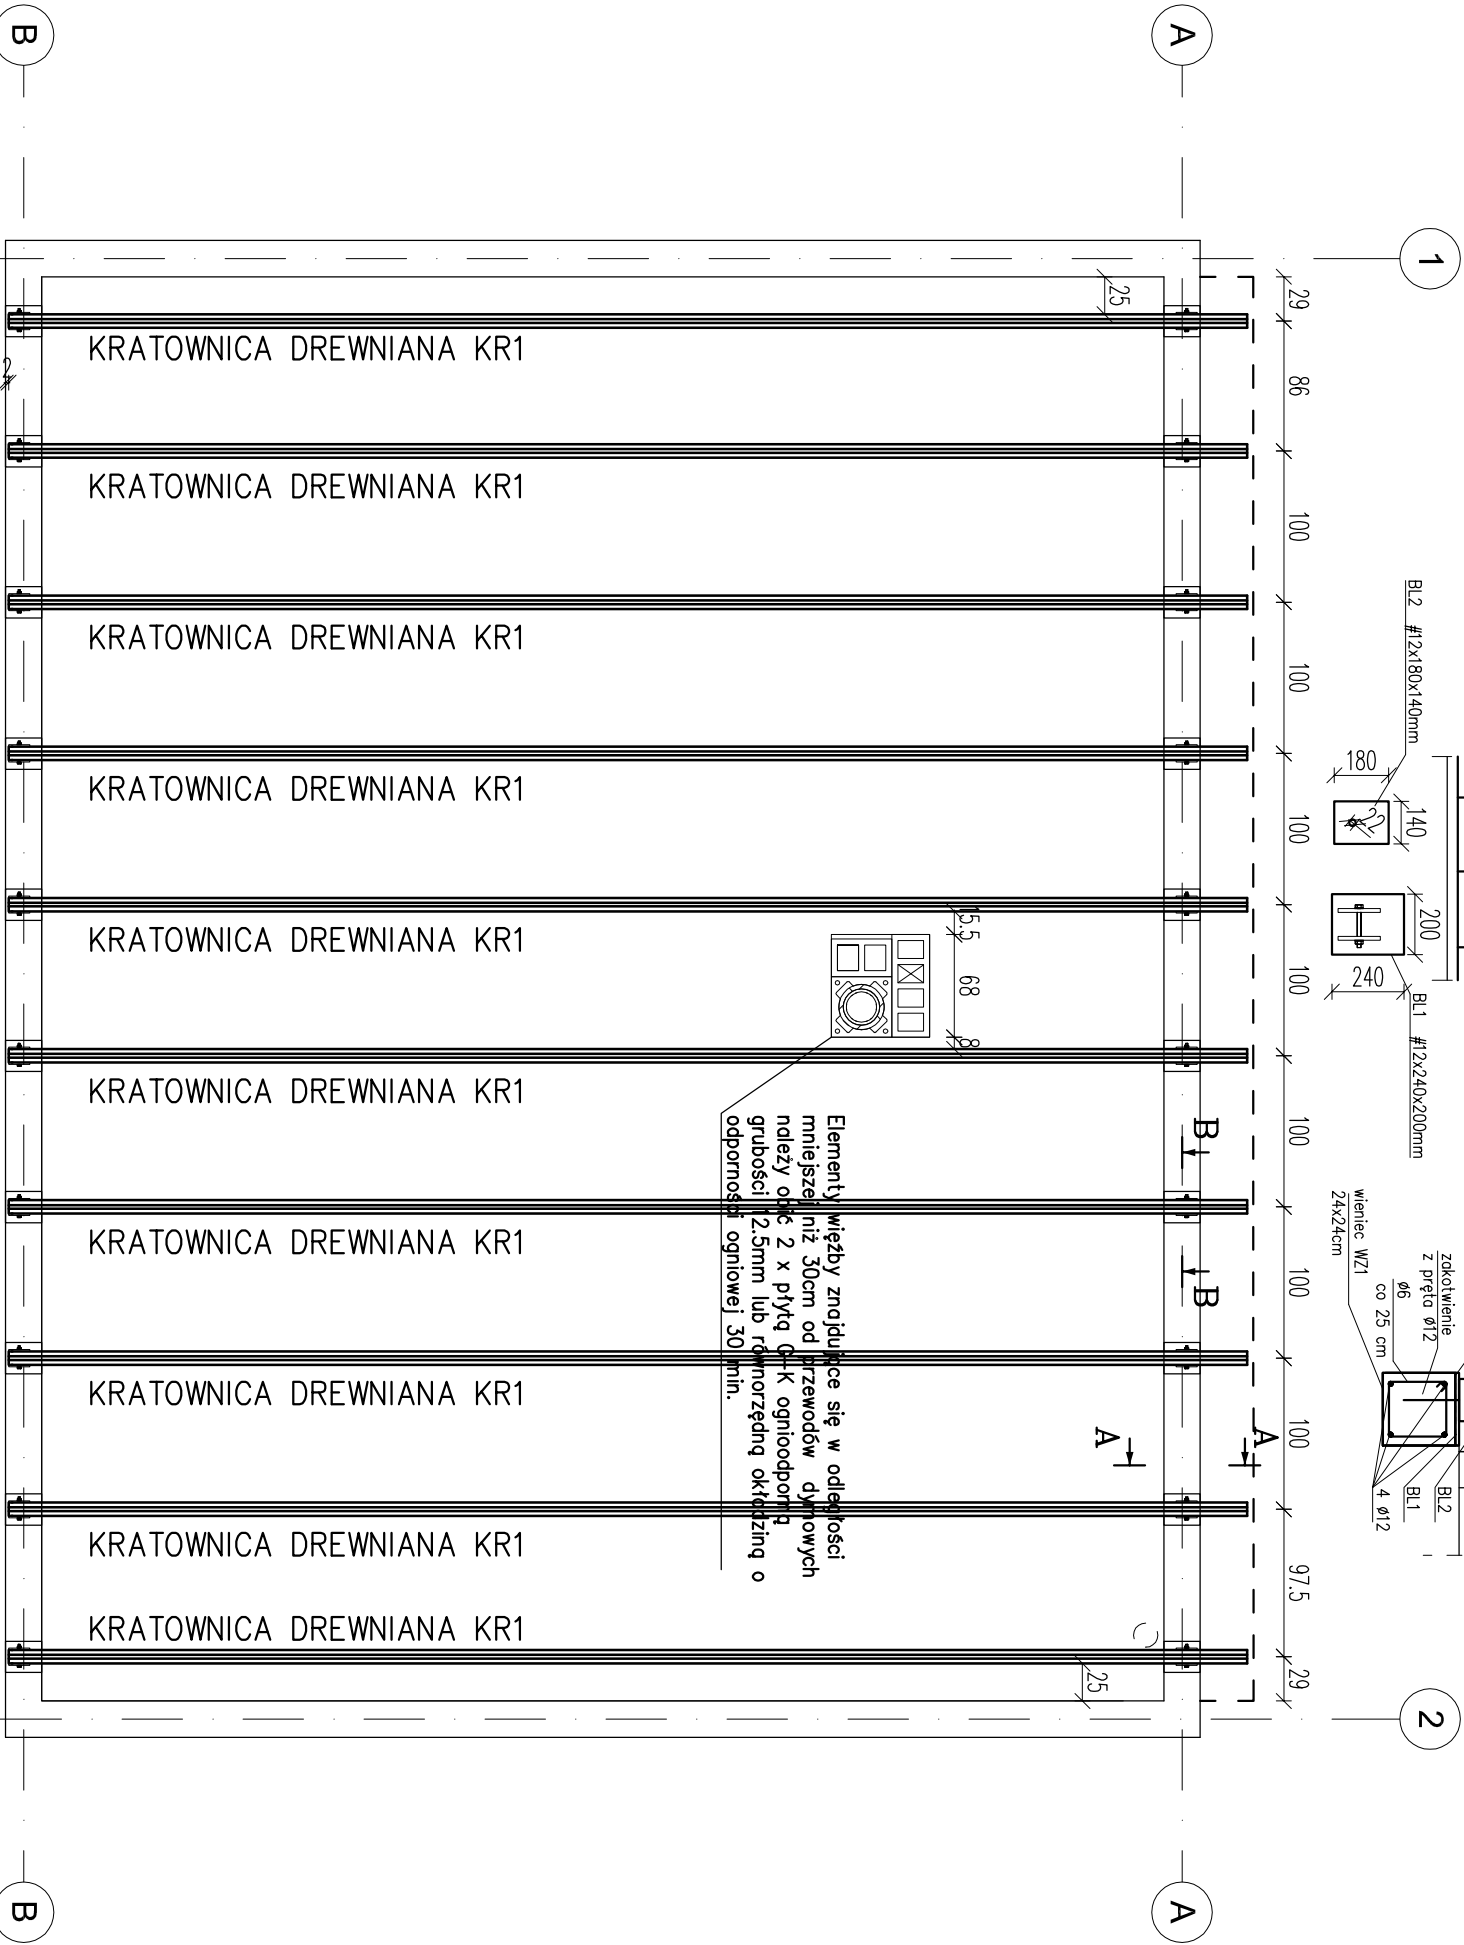 B
A
1
29
86
100
100
100
100
100
100
100
97.5
29
2
25
25
KRATOWNICA DREWNIANA KR1
KRATOWNICA DREWNIANA KR1
KRATOWNICA DREWNIANA KR1
KRATOWNICA DREWNIANA KR1
KRATOWNICA DREWNIANA KR1
KRATOWNICA DREWNIANA KR1
KRATOWNICA DREWNIANA KR1
KRATOWNICA DREWNIANA KR1
KRATOWNICA DREWNIANA KR1
KRATOWNICA DREWNIANA KR1
BL2 #12x180x140mm
180
140
22
200
240
BL1 #12x240x200mm
wieniec WZ1
24x24cm
zakotwienie
z pręta ø12
ø6
co 25 cm
4 ø12
BL1
BL2
15.5
68
8
Elementy więźby znajdujące się w odległości
mniejszej niż 30cm od przewodów dymowych
należy obić 2 x płytą G-K ognioodporną
grubości 12.5mm lub równorzędną okładziną o
odporności ogniowej 30 min.
B
B
A
A
B
A